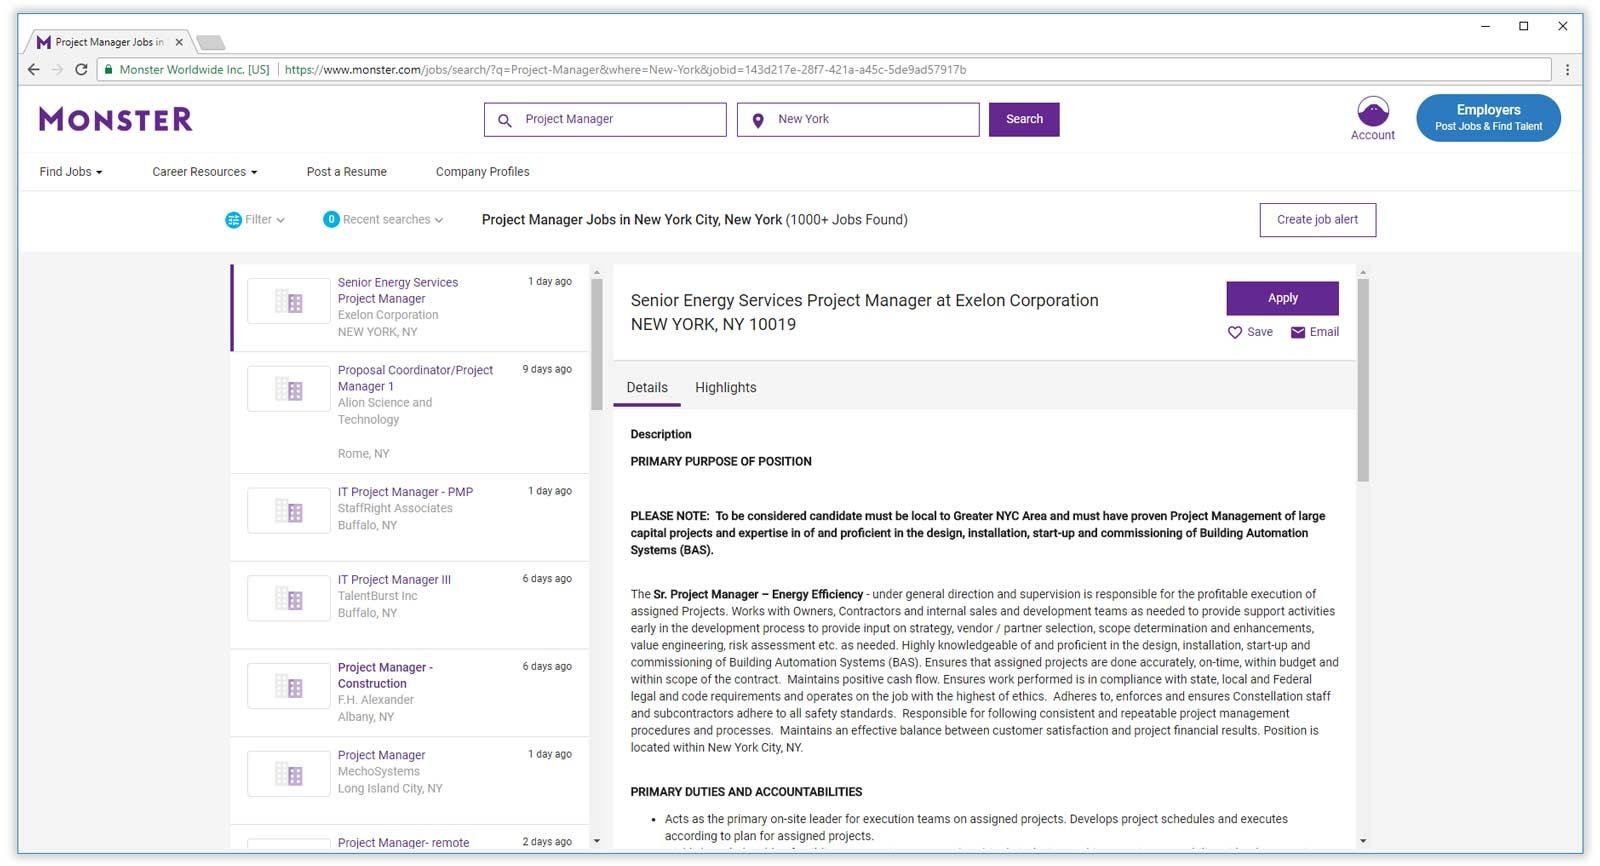 Project Manager Jobs in
Monster Worldwide Inc. [US]
https://www.monster.com/jobs/search/?q=Project-Manager&where=New-York&jobid=143d217e-28f7-421a-a45c-5de9ad57917b
MONSTER
Project Manager
New York
Search
Account
Employers
Post Jobs & Find Talent
Find Jobs
Career Resources
Post a Resume
Company Profiles
Filter
0 Recent searches
Project Manager Jobs in New York City, New York (1000+ Jobs Found)
Create job alert
Senior Energy Services
Project Manager
Exelon Corporation
NEW YORK, NY
1 day ago
Proposal Coordinator/Project
Manager 1
Alion Science and
Technology
Rome, NY
9 days ago
IT Project Manager - PMP
StaffRight Associates
Buffalo, NY
1 day ago
IT Project Manager III
TalentBurst Inc
Buffalo, NY
6 days ago
Project Manager -
Construction
F.H. Alexander
Albany, NY
6 days ago
Project Manager
MechoSystems
Long Island City, NY
1 day ago
Project Manager- remote
2 days ago
Senior Energy Services Project Manager at Exelon Corporation
NEW YORK, NY 10019
Apply
Save
Email
Details
Highlights
Description
PRIMARY PURPOSE OF POSITION
PLEASE NOTE:  To be considered candidate must be local to Greater NYC Area and must have proven Project Management of large
capital projects and expertise in of and proficient in the design, installation, start-up and commissioning of Building Automation
Systems (BAS).
The Sr. Project Manager – Energy Efficiency - under general direction and supervision is responsible for the profitable execution of
assigned Projects. Works with Owners, Contractors and internal sales and development teams as needed to provide support activities
early in the development process to provide input on strategy, vendor / partner selection, scope determination and enhancements,
value engineering, risk assessment etc. as needed. Highly knowledgeable of and proficient in the design, installation, start-up and
commissioning of Building Automation Systems (BAS). Ensures that assigned projects are done accurately, on-time, within budget and
within scope of the contract.  Maintains positive cash flow. Ensures work performed is in compliance with state, local and Federal
legal and code requirements and operates on the job with the highest of ethics.  Adheres to, enforces and ensures Constellation staff
and subcontractors adhere to all safety standards.  Responsible for following consistent and repeatable project management
procedures and processes.  Maintains an effective balance between customer satisfaction and project financial results. Position is
located within New York City, NY.
PRIMARY DUTIES AND ACCOUNTABILITIES
• Acts as the primary on-site leader for execution teams on assigned projects. Develops project schedules and executes
according to plan for assigned projects.